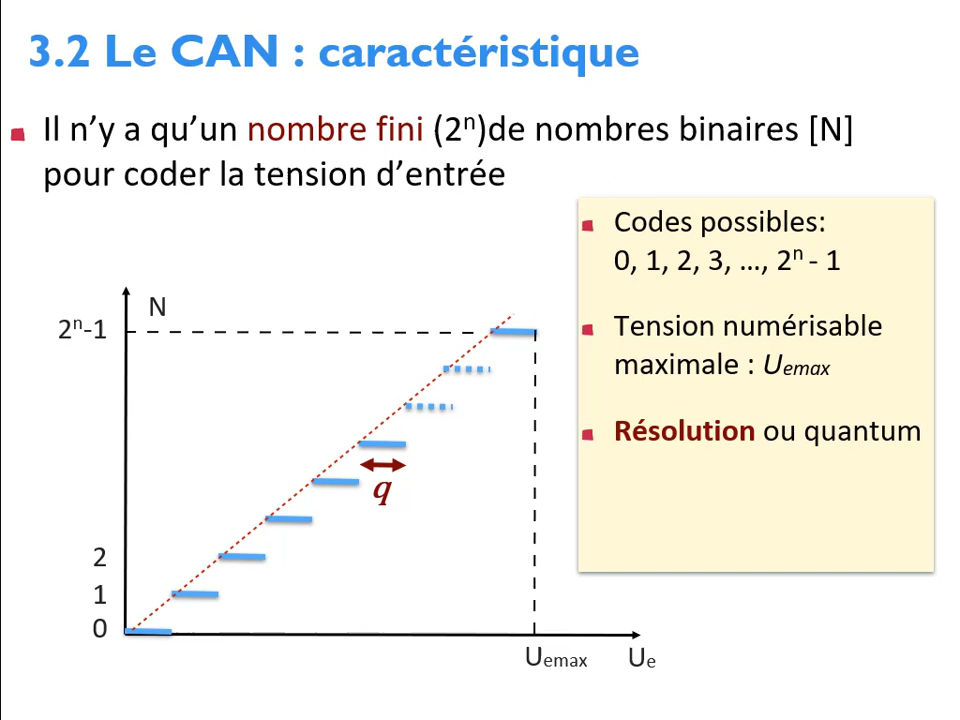 3.2 Le CAN : caractéristique
Il n’y a qu’un nombre fini (2ⁿ)de nombres binaires [N]
pour coder la tension d’entrée
Codes possibles:
0, 1, 2, 3, …, 2ⁿ - 1
Tension numérisable
maximale : Uemax
Résolution ou quantum
N
2ⁿ-1
q
2
1
0
Uemax
Ue